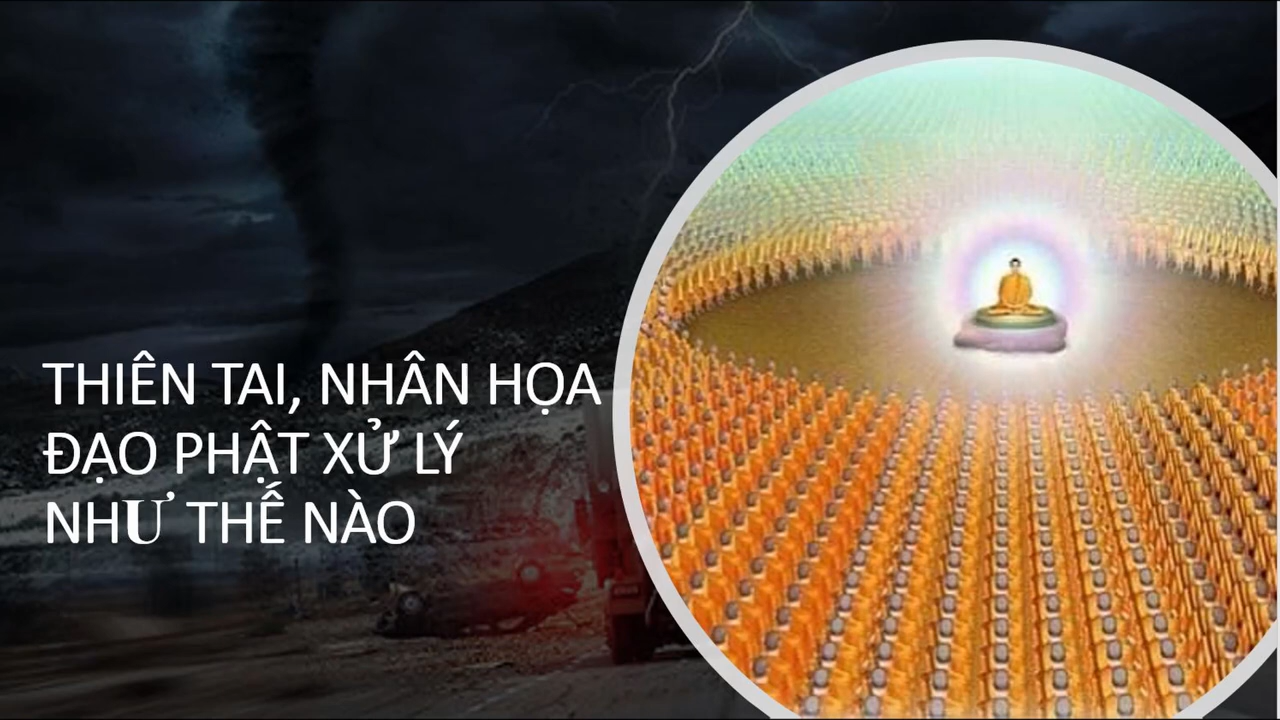 THIÊN TAI, NHÂN HỌA
ĐẠO PHẬT XỬ LÝ
NHƯ THẾ NÀO